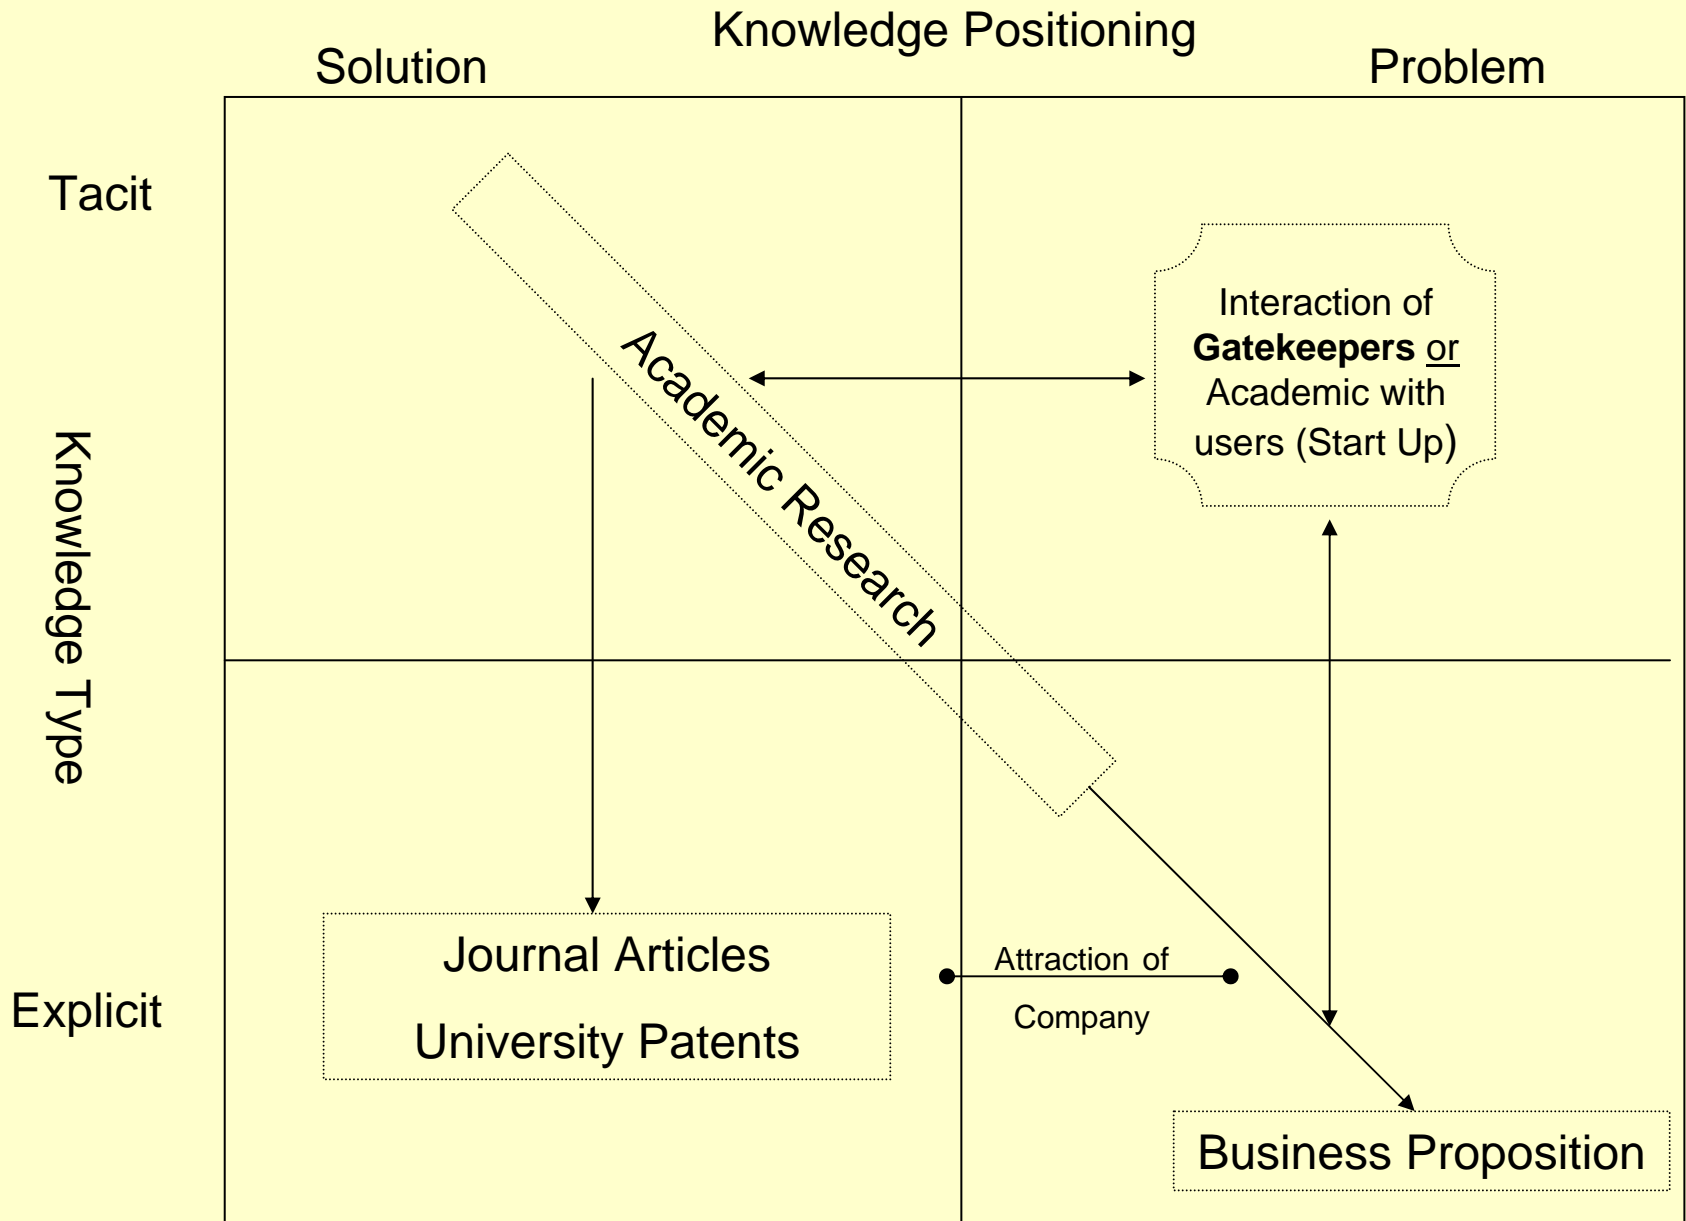 Knowledge Positioning
Solution
Problem
Tacit
Knowledge Type
Explicit
Academic Research
Interaction of
Gatekeepers or
Academic with
users (Start Up)
Journal Articles
University Patents
Attraction of
Company
Business Proposition